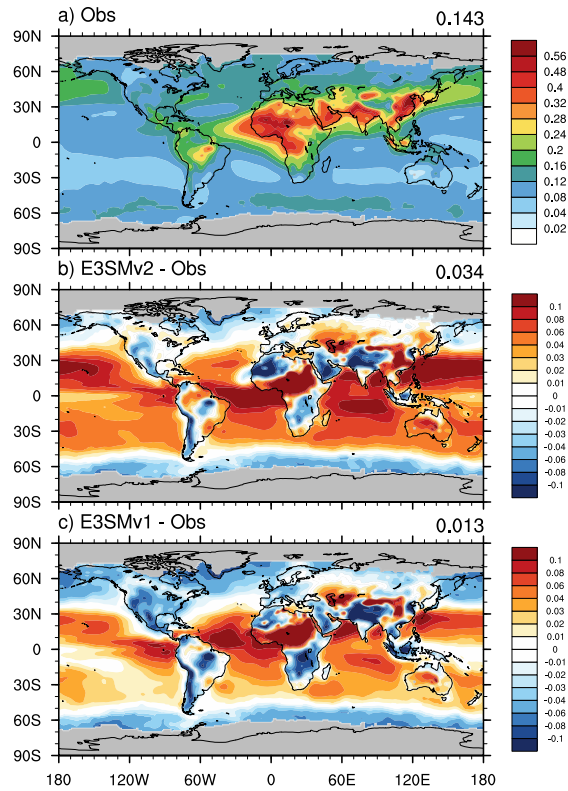 a) Obs 0.143
90N
60N
30N
0
30S
60S
90S
0.56
0.48
0.4
0.32
0.28
0.24
0.2
0.16
0.12
0.08
0.04
0.02
b) E3SMv2 - Obs 0.034
90N
60N
30N
0
30S
60S
90S
0.1
0.08
0.06
0.04
0.03
0.02
0.01
0
-0.01
-0.02
-0.03
-0.04
-0.06
-0.08
-0.1
c) E3SMv1 - Obs 0.013
90N
60N
30N
0
30S
60S
90S
0.1
0.08
0.06
0.04
0.03
0.02
0.01
0
-0.01
-0.02
-0.03
-0.04
-0.06
-0.08
-0.1
180 120W 60W 0 60E 120E 180